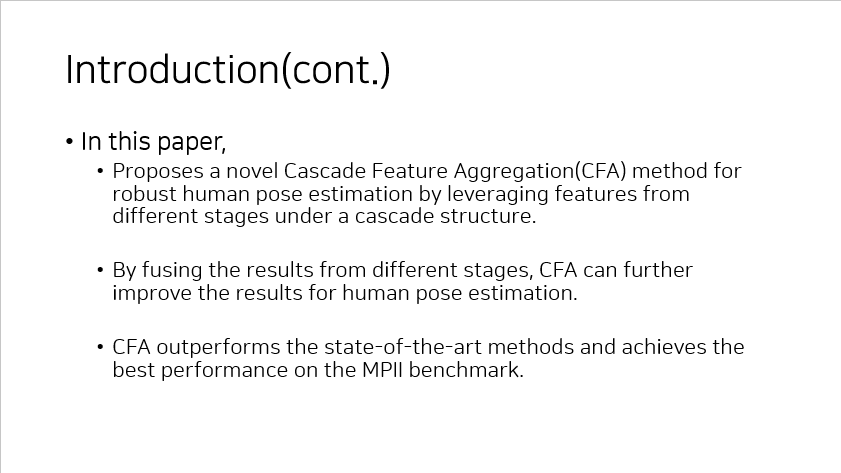 Introduction(cont.)
• In this paper,
• Proposes a novel Cascade Feature Aggregation(CFA) method for
robust human pose estimation by leveraging features from
different stages under a cascade structure.
• By fusing the results from different stages, CFA can further
improve the results for human pose estimation.
• CFA outperforms the state-of-the-art methods and achieves the
best performance on the MPII benchmark.